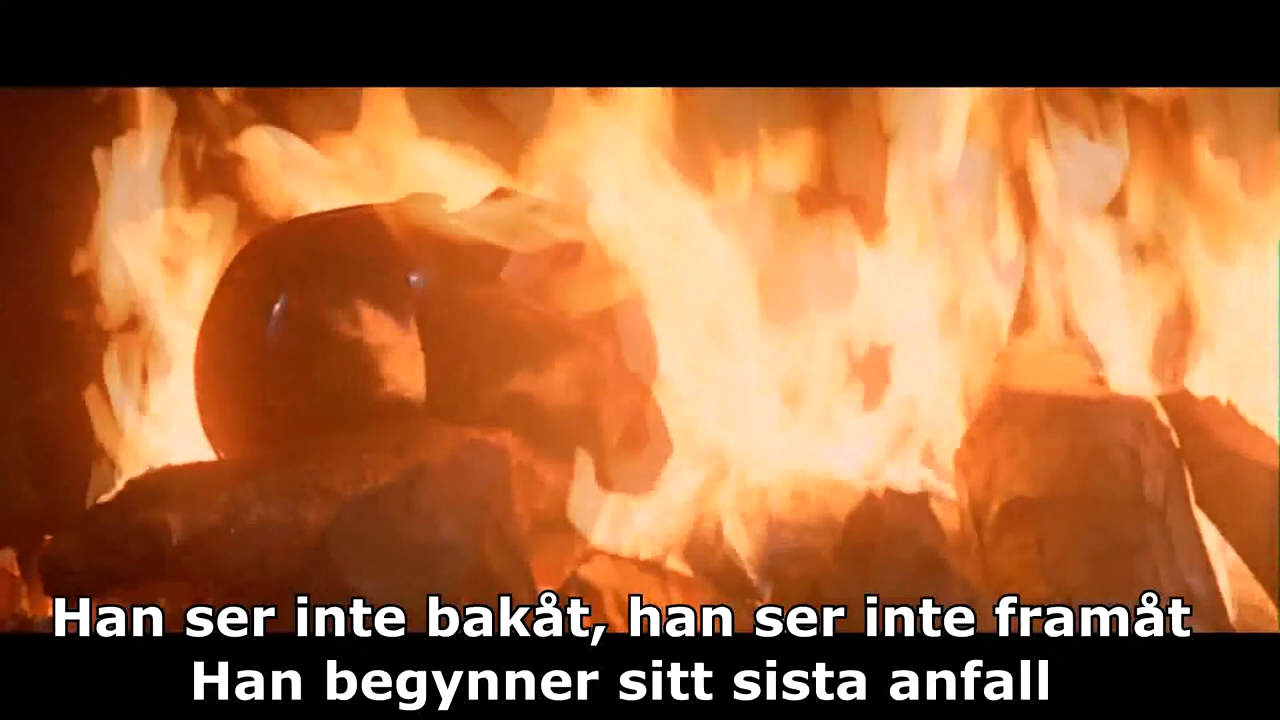 Han ser inte bakåt, han ser inte framåt
Han begynner sitt sista anfall